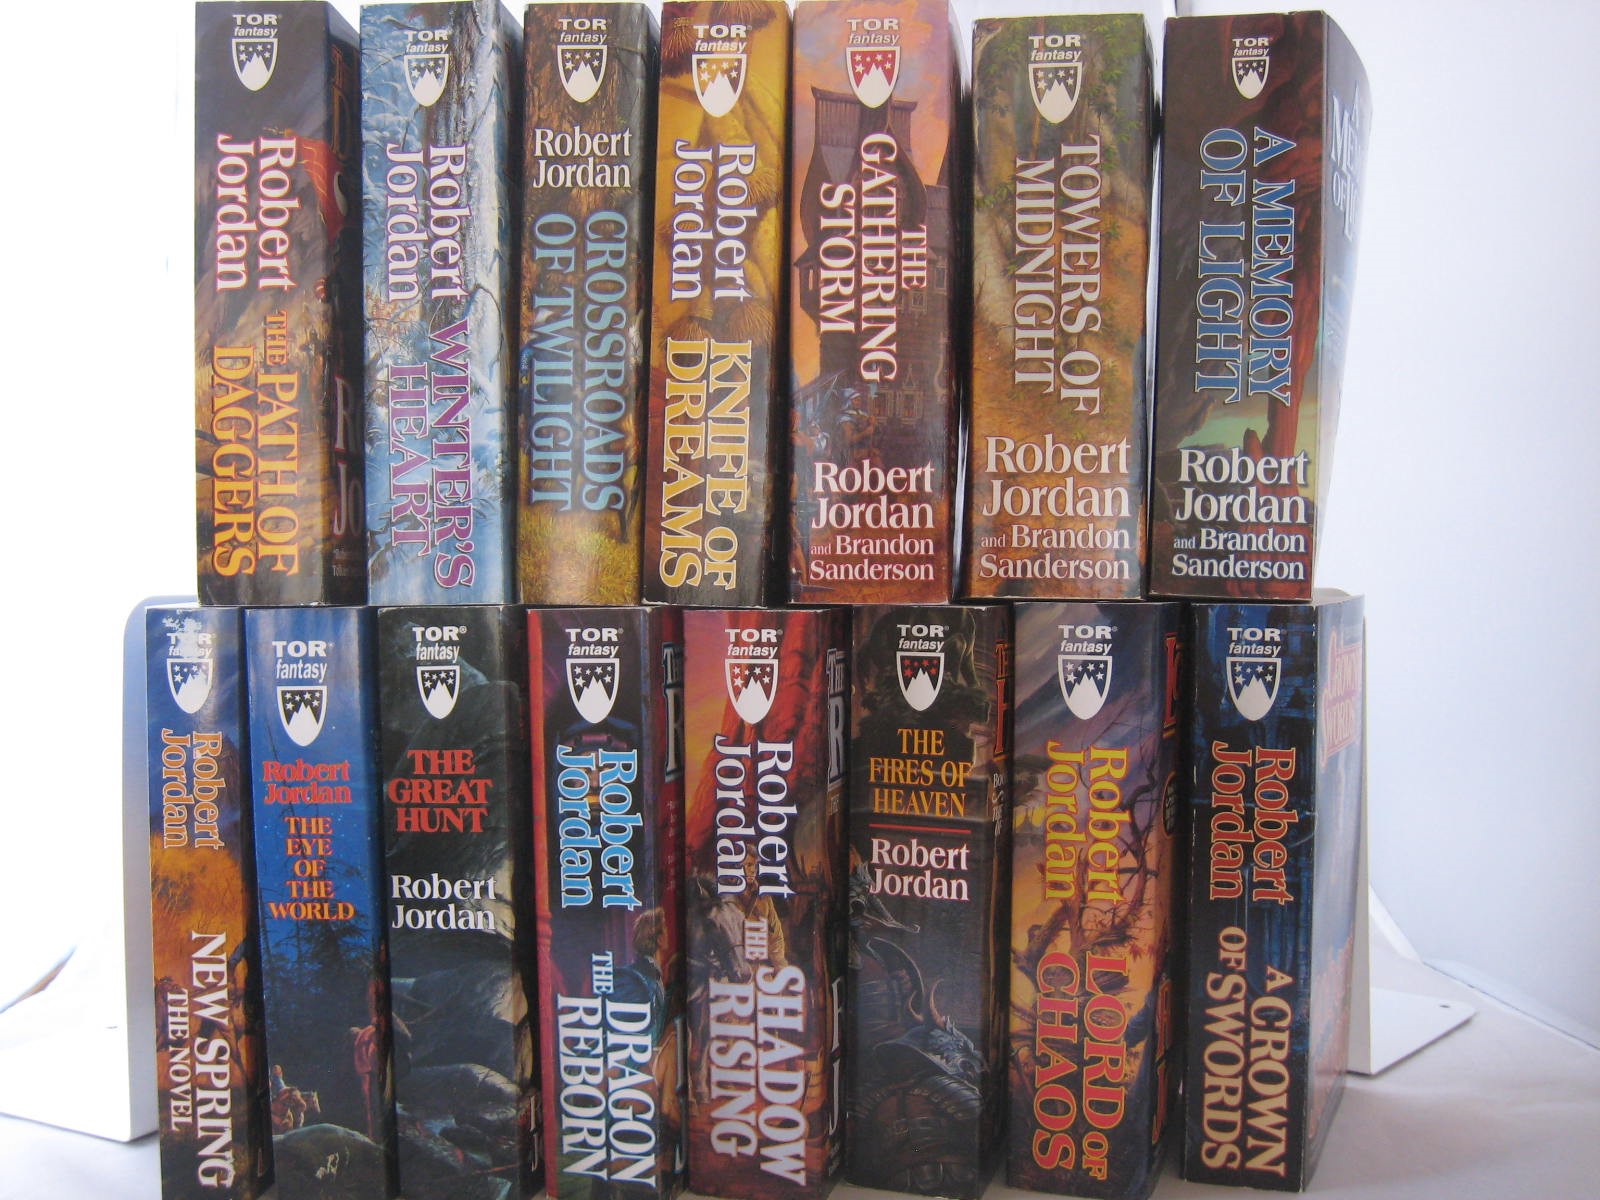 TOR®
fantasy
Robert
Jordan
THE PATH OF
DAGGERS
TOR®
fantasy
Robert
Jordan
WINTER'S
HEART
TOR®
fantasy
Robert
Jordan
CROSSROADS
OF TWILIGHT
TOR®
fantasy
Robert
Jordan
KNIFE OF
DREAMS
TOR®
fantasy
THE
GATHERING
STORM
Robert
Jordan
and Brandon
Sanderson
TOR®
fantasy
TOWERS OF
MIDNIGHT
Robert
Jordan
and Brandon
Sanderson
TOR®
fantasy
A MEMORY
OF LIGHT
Robert
Jordan
and Brandon
Sanderson
TOR®
fantasy
Robert
Jordan
NEW SPRING
THE NOVEL
TOR®
fantasy
Robert
Jordan
THE
EYE
OF
THE
WORLD
TOR®
fantasy
THE
GREAT
HUNT
Robert
Jordan
TOR®
fantasy
Robert
Jordan
THE DRAGON
REBORN
TOR®
fantasy
Robert
Jordan
THE SHADOW
RISING
TOR®
fantasy
THE
FIRES OF
HEAVEN
Robert
Jordan
TOR®
fantasy
Robert
Jordan
LORD OF
CHAOS
TOR®
fantasy
Robert
Jordan
A CROWN
OF SWORDS
CROWN
SWORDS